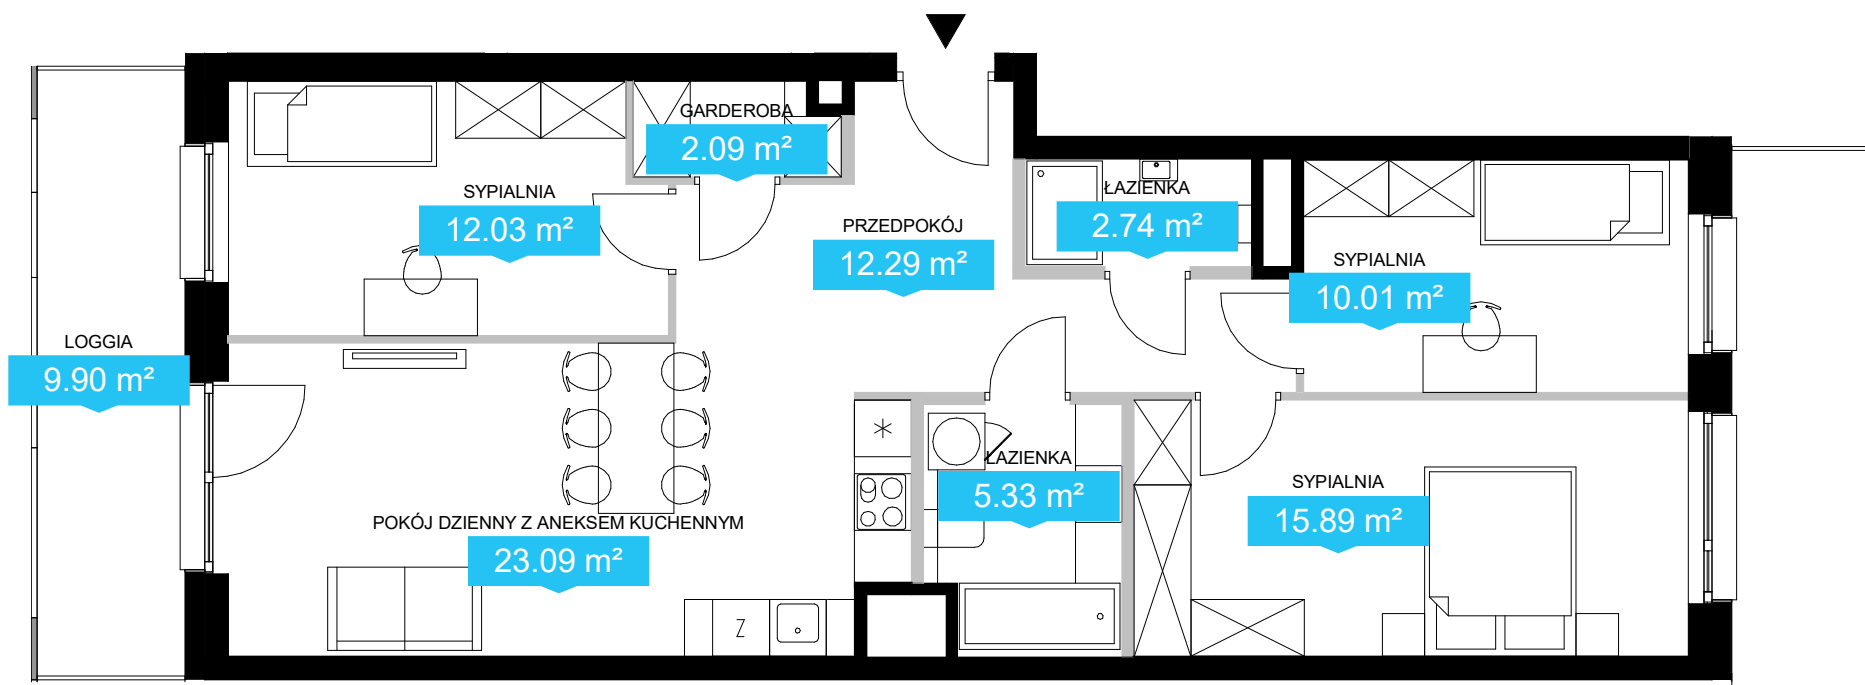 GARDEROBA
2.09 m²
SYPIALNIA
12.03 m²
ŁAZIENKA
2.74 m²
PRZEDPOKÓJ
12.29 m²
SYPIALNIA
10.01 m²
LOGGIA
9.90 m²
ŁAZIENKA
5.33 m²
SYPIALNIA
15.89 m²
POKÓJ DZIENNY Z ANEKSEM KUCHENNYM
23.09 m²
Z